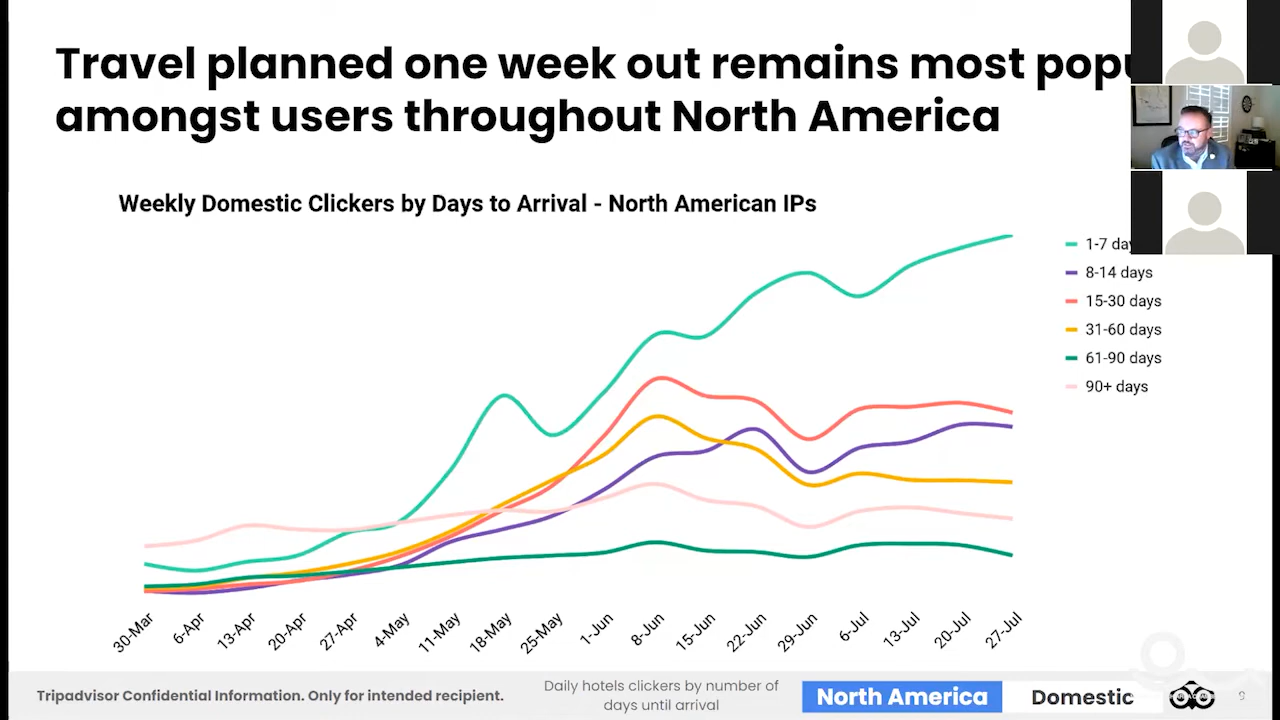 Travel planned one week out remains most popu
amongst users throughout North America
Weekly Domestic Clickers by Days to Arrival - North American IPs
1-7 day
8-14 days
15-30 days
31-60 days
61-90 days
90+ days
30-Mar
6-Apr
13-Apr
20-Apr
27-Apr
4-May
11-May
18-May
25-May
1-Jun
8-Jun
15-Jun
22-Jun
29-Jun
6-Jul
13-Jul
20-Jul
27-Jul
Tripadvisor Confidential Information. Only for intended recipient.
Daily hotels clickers by number of
days until arrival
North America
Domestic